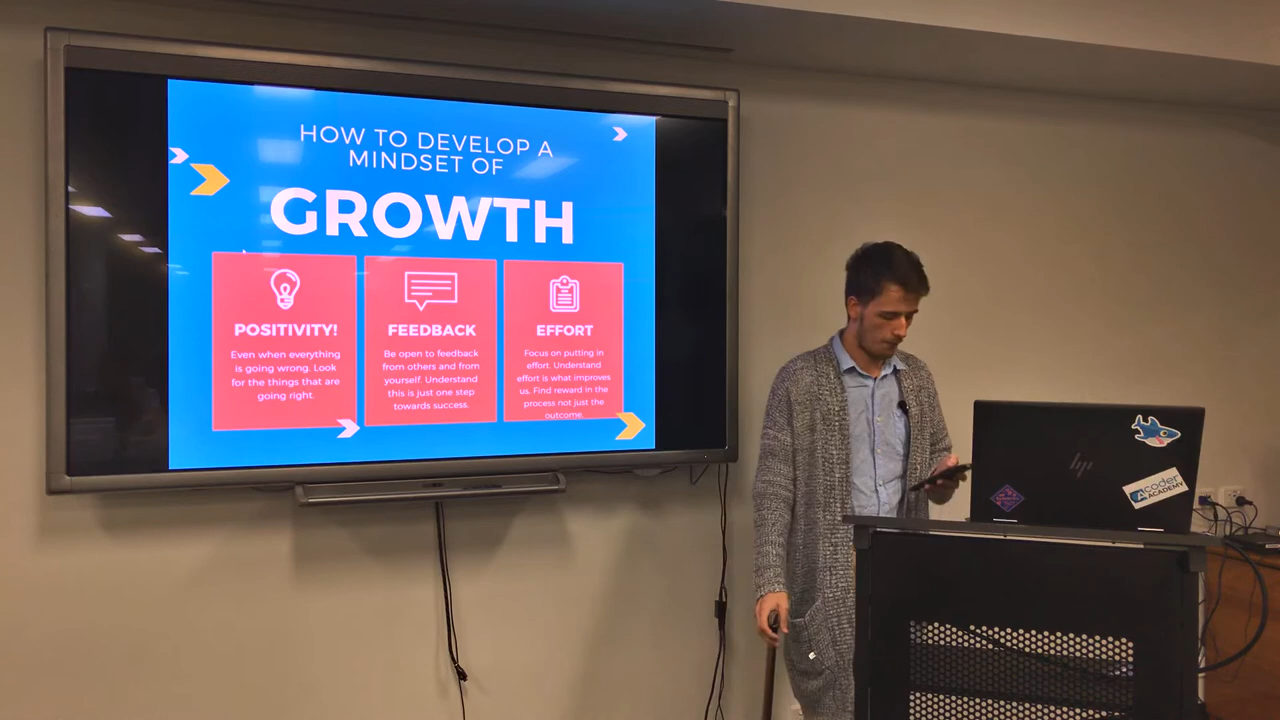 HOW TO DEVELOP A
MINDSET OF
GROWTH
POSITIVITY!
Even when everything
is going wrong. Look
for the things that are
going right.
FEEDBACK
Be open to feedback
from others and from
yourself. Understand
this is just one step
towards success.
EFFORT
Focus on putting in
effort. Understand
effort is what improves
us. Find reward in the
process not just the
outcome.
hp
coder
ACADEMY